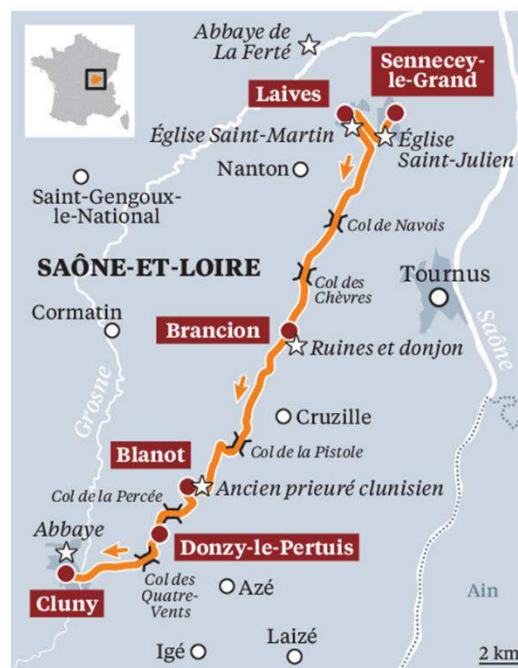 Abbaye de
La Ferté
Sennecey-
le-Grand
Laives
Église Saint-Martin
Église
Saint-Julien
Nanton
Saint-Gengoux-
le-National
Col de Navois
SAÔNE-ET-LOIRE
Col des
Chèvres
Tournus
Saône
Cormatin
Brancion
Ruines et donjon
Grosne
Cruzille
Col de la Pistole
Blanot
Ancien prieuré clunisien
Col de la Percée
Abbaye
Donzy-le-Pertuis
Cluny
Col des
Quatre-
Vents
Azé
Ain
Igé
Laizé
2 km